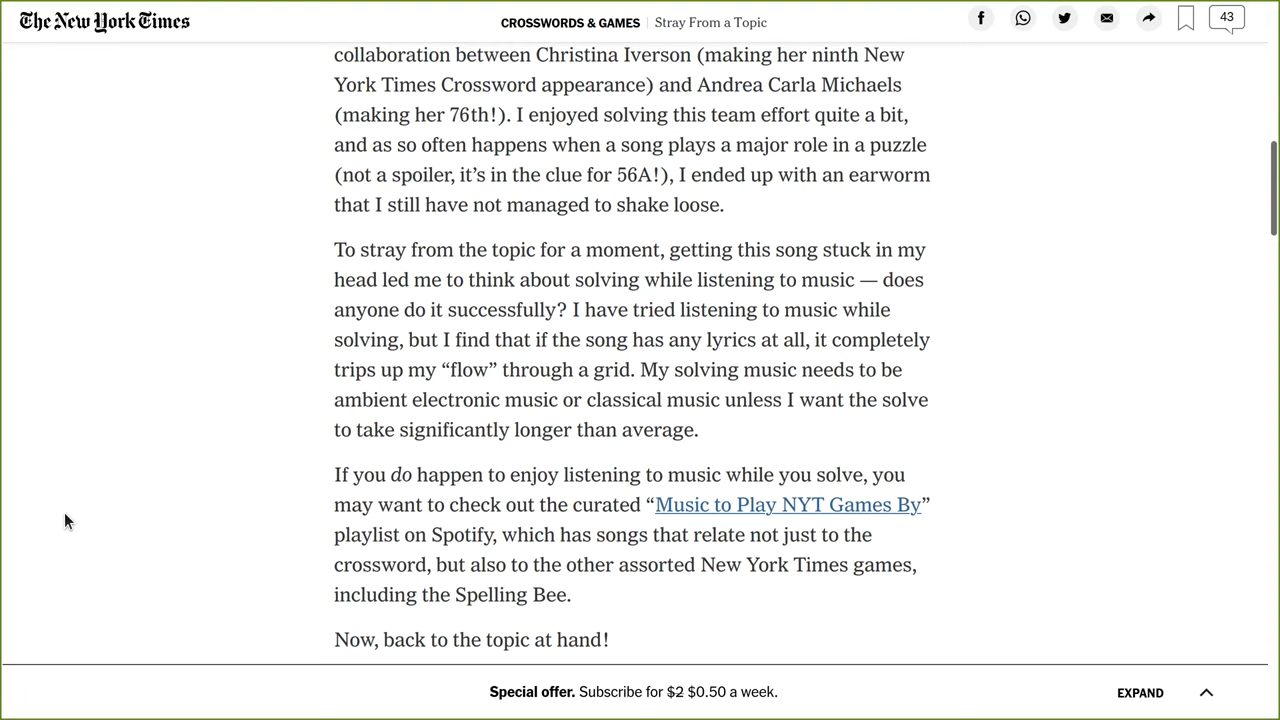 The New York Times
CROSSWORDS & GAMES | Stray From a Topic
43
collaboration between Christina Iverson (making her ninth New
York Times Crossword appearance) and Andrea Carla Michaels
(making her 76th!). I enjoyed solving this team effort quite a bit,
and as so often happens when a song plays a major role in a puzzle
(not a spoiler, it’s in the clue for 56A!), I ended up with an earworm
that I still have not managed to shake loose.
To stray from the topic for a moment, getting this song stuck in my
head led me to think about solving while listening to music — does
anyone do it successfully? I have tried listening to music while
solving, but I find that if the song has any lyrics at all, it completely
trips up my “flow” through a grid. My solving music needs to be
ambient electronic music or classical music unless I want the solve
to take significantly longer than average.
If you do happen to enjoy listening to music while you solve, you
may want to check out the curated “Music to Play NYT Games By”
playlist on Spotify, which has songs that relate not just to the
crossword, but also to the other assorted New York Times games,
including the Spelling Bee.
Now, back to the topic at hand!
Special offer. Subscribe for $2 $0.50 a week.
EXPAND